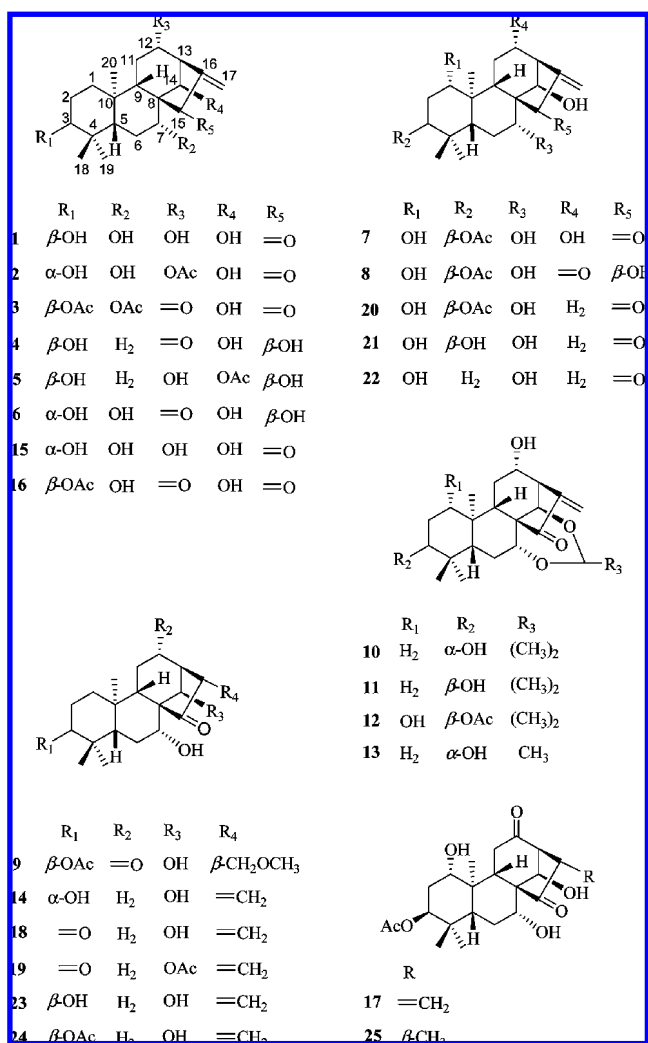 R3
12
13
11
20
1
16
17
14
R4
9
2
10
8
15
R5
3
5
7
R2
4
6
R1
18
19
R1 R2 R3 R4 R5
1 β-OH OH OH OH =O
2 α-OH OH OAc OH =O
3 β-OAc OAc =O OH =O
4 β-OH H2 =O OH β-OH
5 β-OH H2 OH OAc β-OH
6 α-OH OH =O OH β-OH
15 α-OH OH OH OH =O
16 β-OAc OH =O OH =O
R4
R1
OH
R5
R2
R3
R1 R2 R3 R4 R5
7 OH β-OAc OH OH =O
8 OH β-OAc OH =O β-OH
20 OH β-OAc OH H2 =O
21 OH β-OH OH H2 =O
22 OH H2 OH H2 =O
OH
R1
H
O
O
R2
O
R3
H
R1 R2 R3
10 H2 α-OH (CH3)2
11 H2 β-OH (CH3)2
12 OH β-OAc (CH3)2
13 H2 α-OH CH3
R2
H
R4
R3
O
R1
OH
H
R1 R2 R3 R4
9 β-OAc =O OH β-CH2OCH3
14 α-OH H2 OH =CH2
18 =O H2 OH =CH2
19 =O H2 OAc =CH2
23 β-OH H2 OH =CH2
24 β-OAc H2 OH =CH2
O
OH
H
R
OH
O
AcO
OH
H
R
17 =CH2
25 β-CH3